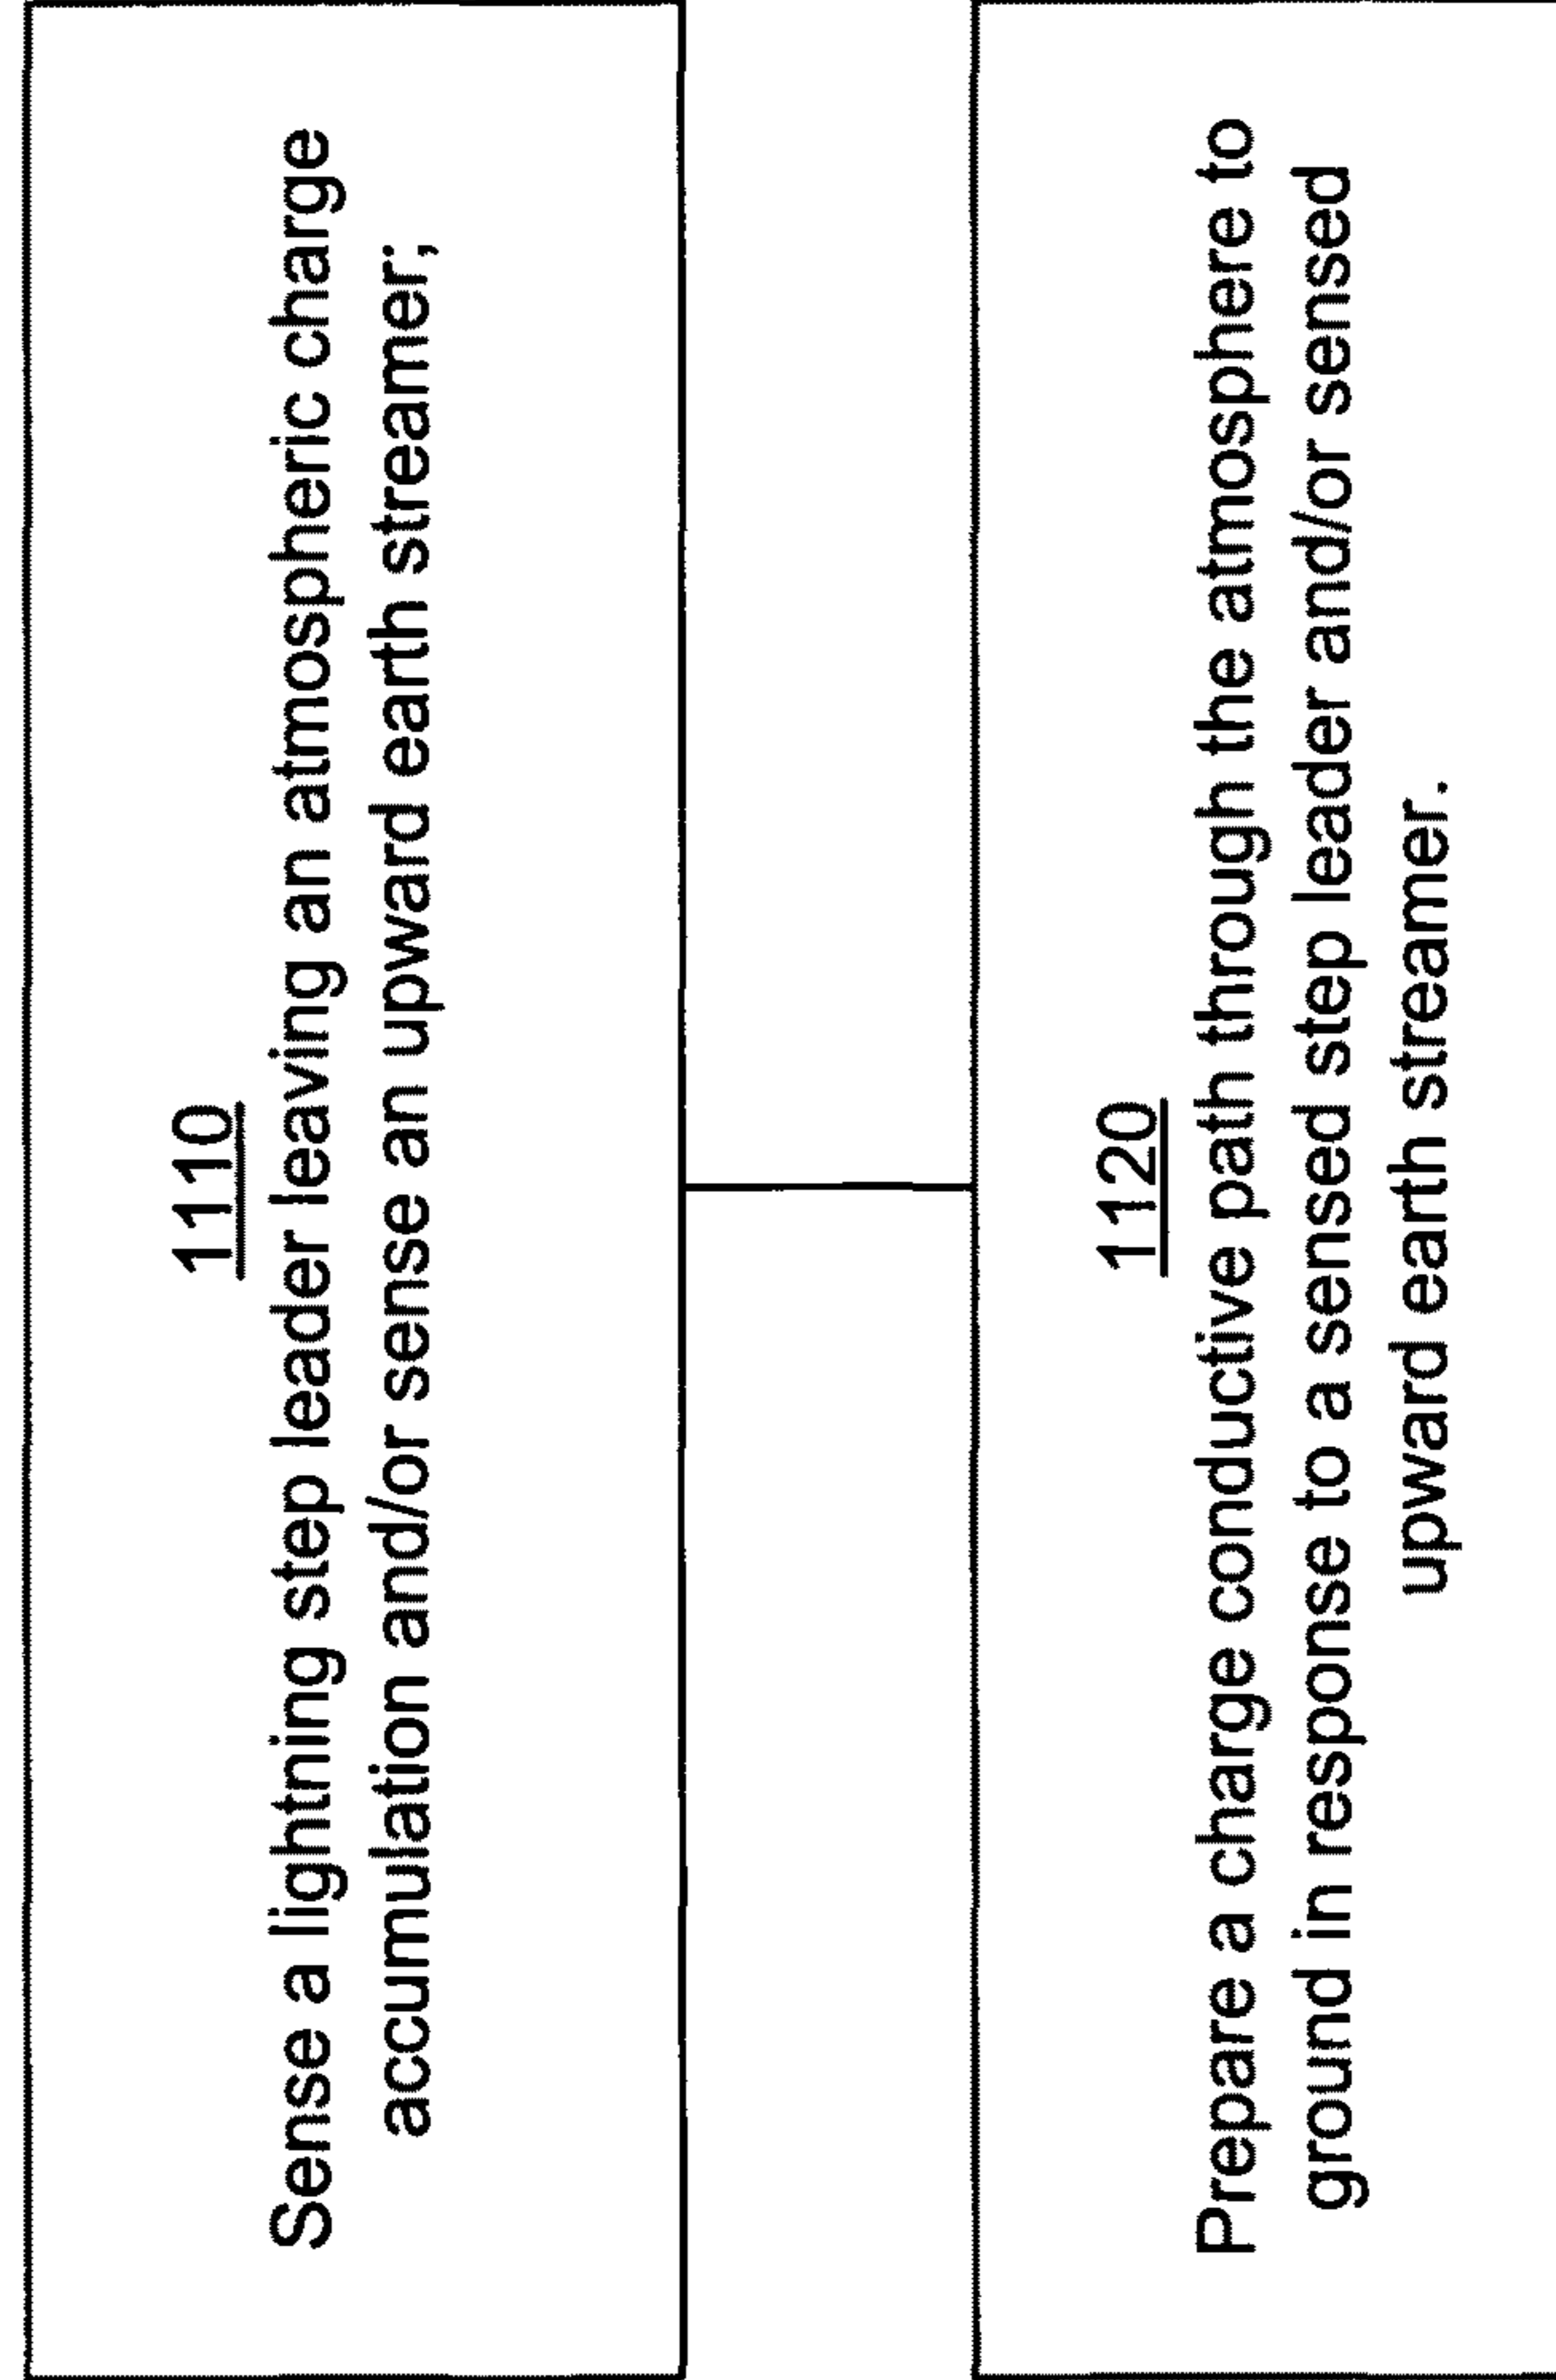 1110
Sense a lightning step leader leaving an atmospheric charge
accumulation and/or sense an upward earth streamer;
1120
Prepare a charge conductive path through the atmosphere to
ground in response to a sensed step leader and/or sensed
upward earth streamer.